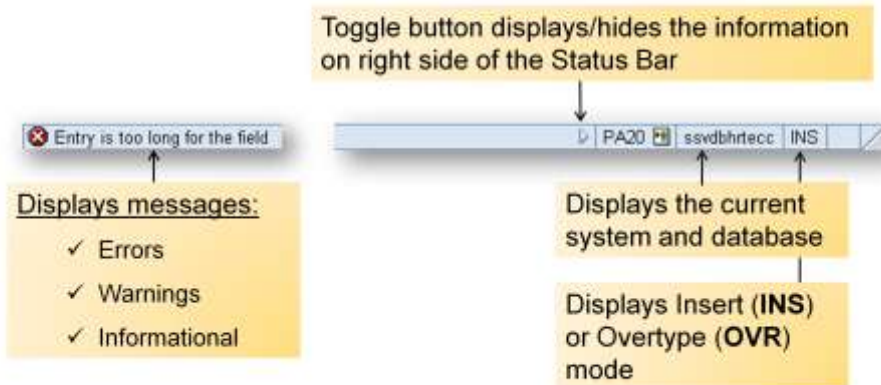 Toggle button displays/hides the information
on right side of the Status Bar
Entry is too long for the field
PA20
ssvdbhrtecc
INS
Displays messages:
✓ Errors
✓ Warnings
✓ Informational
Displays the current
system and database
Displays Insert (INS)
or Overtype (OVR)
mode